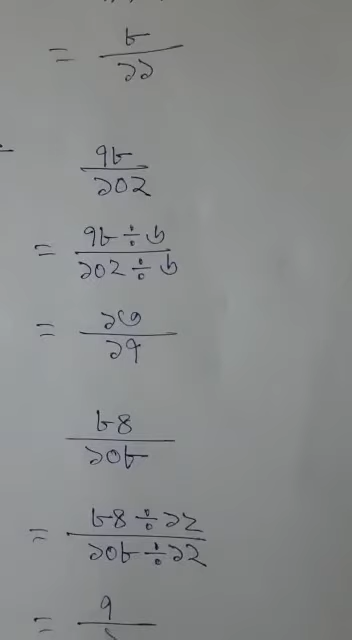 = ৮/১১
৭৮/১০২
= ৭৮ ÷ ৬/১০২ ÷ ৬
= ১৩/১৭
৮৪/১০৮
= ৮৪ ÷ ১২/১০৮ ÷ ১২
= ৭/